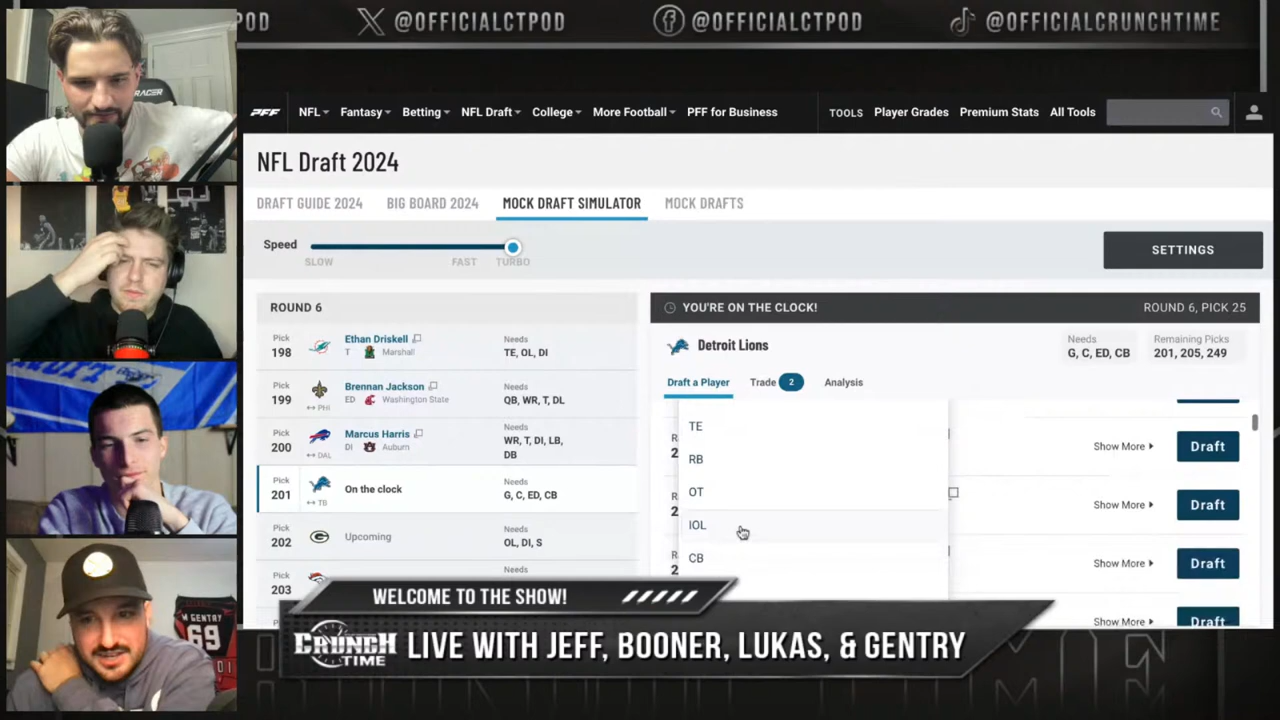 POD
@OFFICIALCTPOD
@OFFICIALCTPOD
@OFFICIALCRUNCHTIME
RACER
PFF
NFL
Fantasy
Betting
NFL Draft
College
More Football
PFF for Business
TOOLS
Player Grades
Premium Stats
All Tools
NFL Draft 2024
DRAFT GUIDE 2024
BIG BOARD 2024
MOCK DRAFT SIMULATOR
MOCK DRAFTS
Speed
SLOW
FAST
TURBO
SETTINGS
ROUND 6
Pick 198
Ethan Driskell
T Marshall
Needs
TE, OL, DI
Pick 199
PHI
Brennan Jackson
ED Washington State
Needs
QB, WR, T, DL
Pick 200
DAL
Marcus Harris
DI Auburn
Needs
WR, T, DI, LB,
DB
Pick 201
TB
On the clock
Needs
G, C, ED, CB
Pick 202
Upcoming
Needs
OL, DI, S
Pick 203
Needs
YOU'RE ON THE CLOCK!
ROUND 6, PICK 25
Detroit Lions
Needs
G, C, ED, CB
Remaining Picks
201, 205, 249
Draft a Player
Trade 2
Analysis
TE
RB
OT
IOL
CB
Show More
Draft
Show More
Draft
Show More
Draft
Show More
Draft
WELCOME TO THE SHOW!
CRUNCH TIME
LIVE WITH JEFF, BOONER, LUKAS, & GENTRY
M GENTRY
69